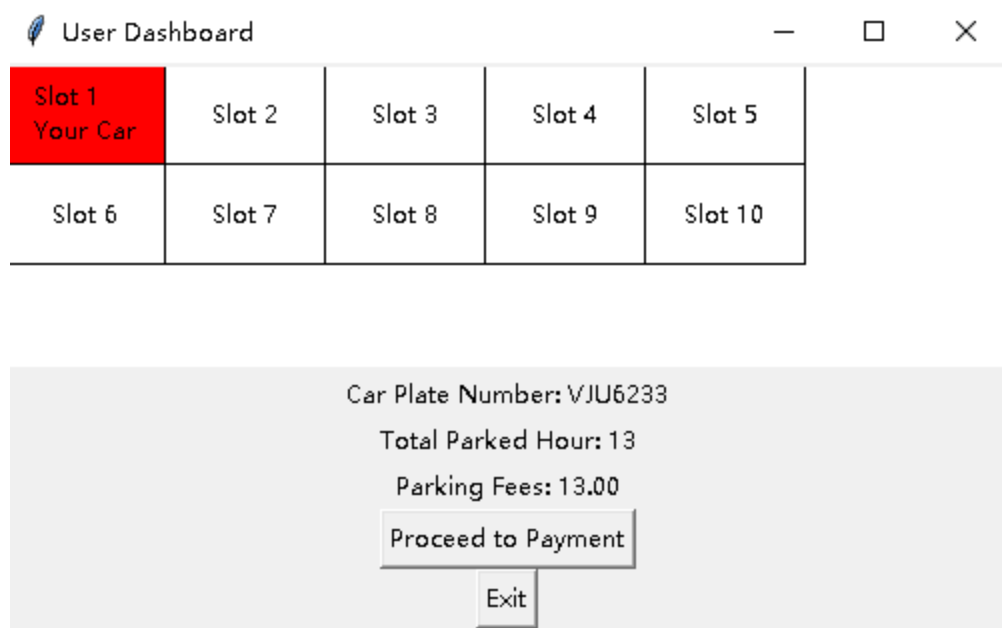 User Dashboard
Slot 1
Your Car
Slot 2
Slot 3
Slot 4
Slot 5
Slot 6
Slot 7
Slot 8
Slot 9
Slot 10
Car Plate Number: VJU6233
Total Parked Hour: 13
Parking Fees: 13.00
Proceed to Payment
Exit